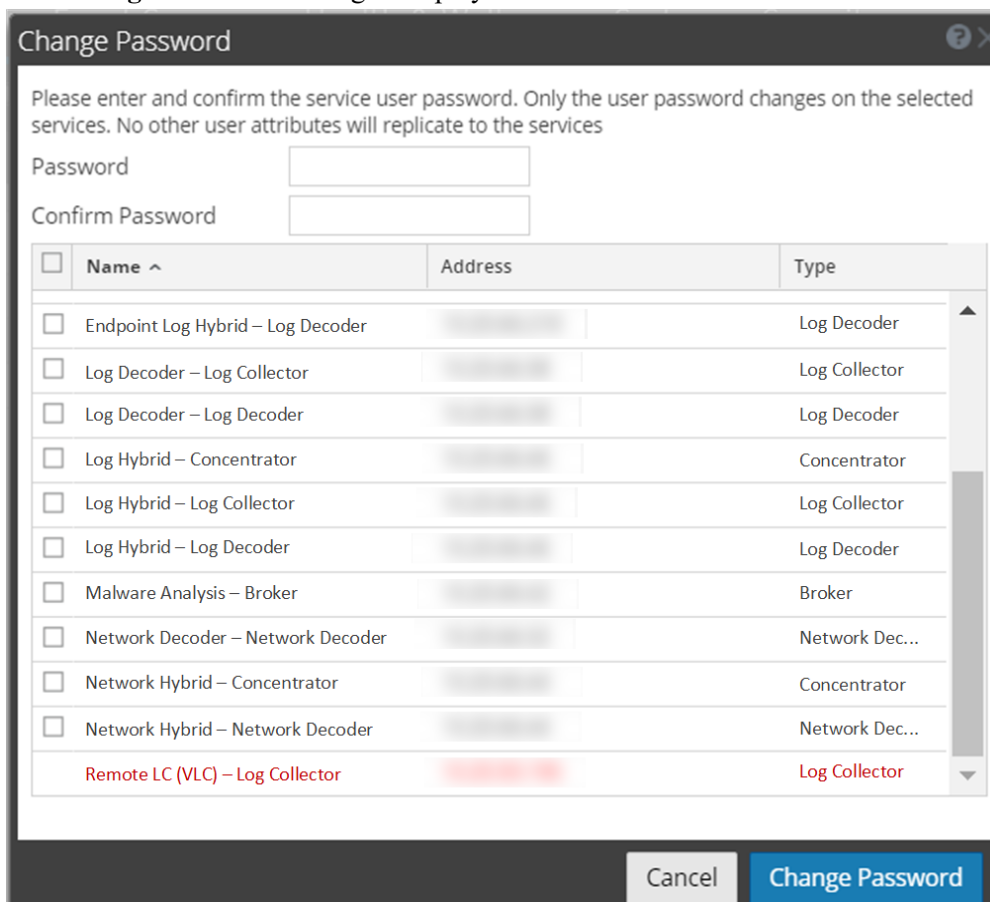 Change Password
Please enter and confirm the service user password. Only the user password changes on the selected
services. No other user attributes will replicate to the services
Password
Confirm Password
Name Address Type
Endpoint Log Hybrid – Log Decoder Log Decoder
Log Decoder – Log Collector Log Collector
Log Decoder – Log Decoder Log Decoder
Log Hybrid – Concentrator Concentrator
Log Hybrid – Log Collector Log Collector
Log Hybrid – Log Decoder Log Decoder
Malware Analysis – Broker Broker
Network Decoder – Network Decoder Network Dec...
Network Hybrid – Concentrator Concentrator
Network Hybrid – Network Decoder Network Dec...
Remote LC (VLC) – Log Collector Log Collector
Cancel Change Password